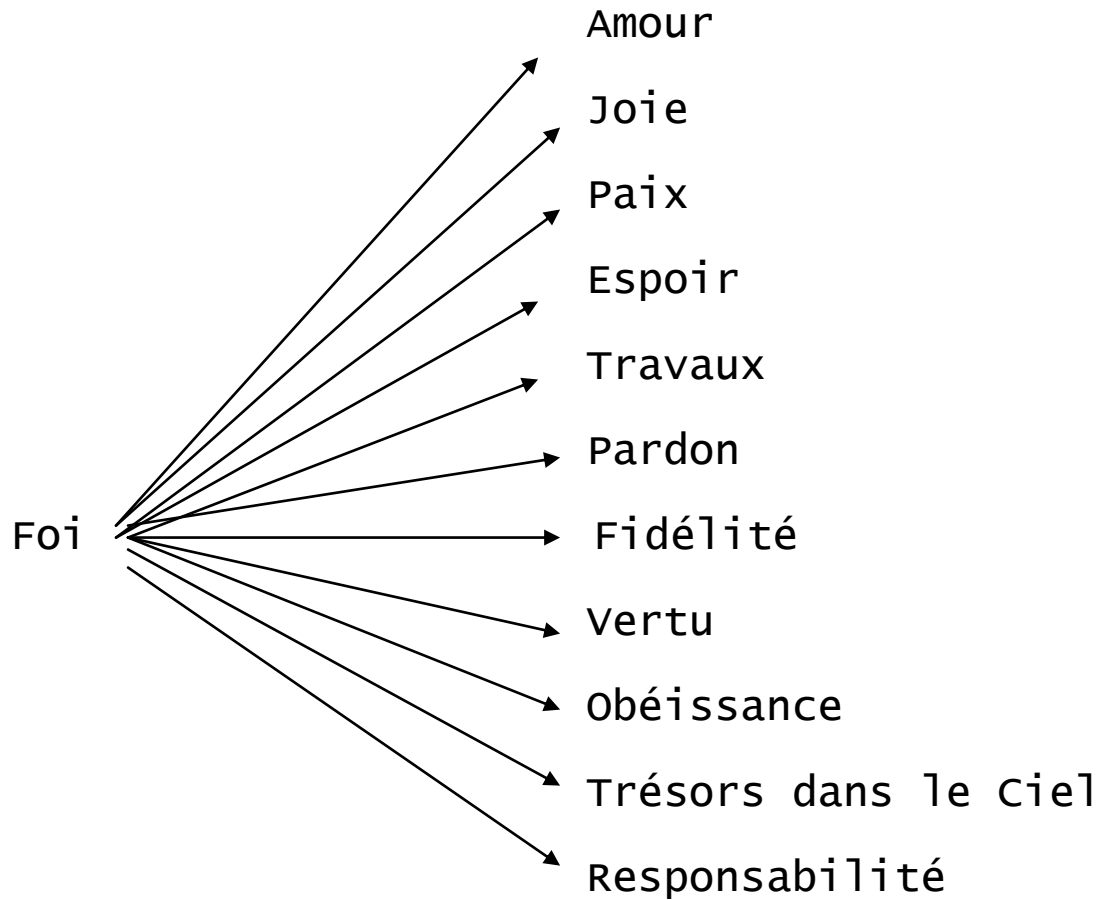 Amour
Joie
Paix
Espoir
Travaux
Pardon
Foi Fidélité
Vertu
Obéissance
Trésors dans le Ciel
Responsabilité